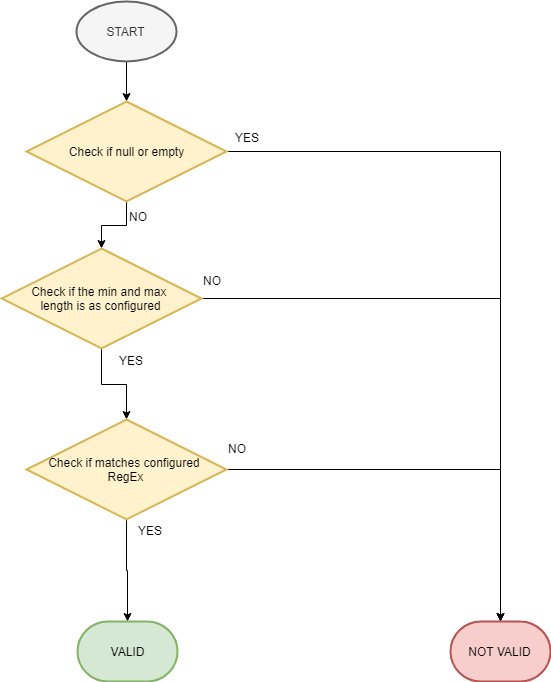 START
Check if null or empty
YES
NO
Check if the min and max
length is as configured
NO
YES
Check if matches configured
RegEx
NO
YES
VALID
NOT VALID